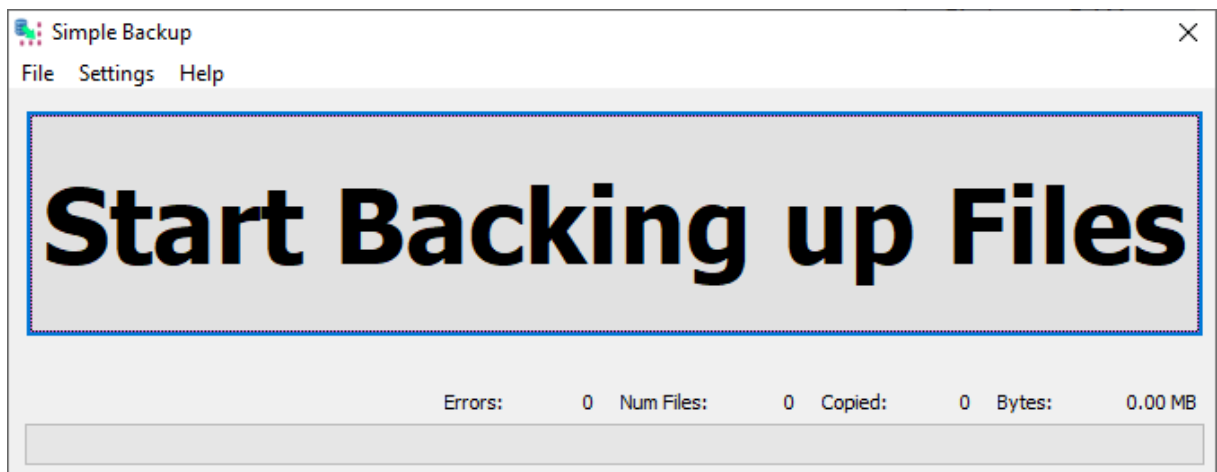 Simple Backup
File Settings Help
Start Backing up Files
Errors: 0 Num Files: 0 Copied: 0 Bytes: 0.00 MB